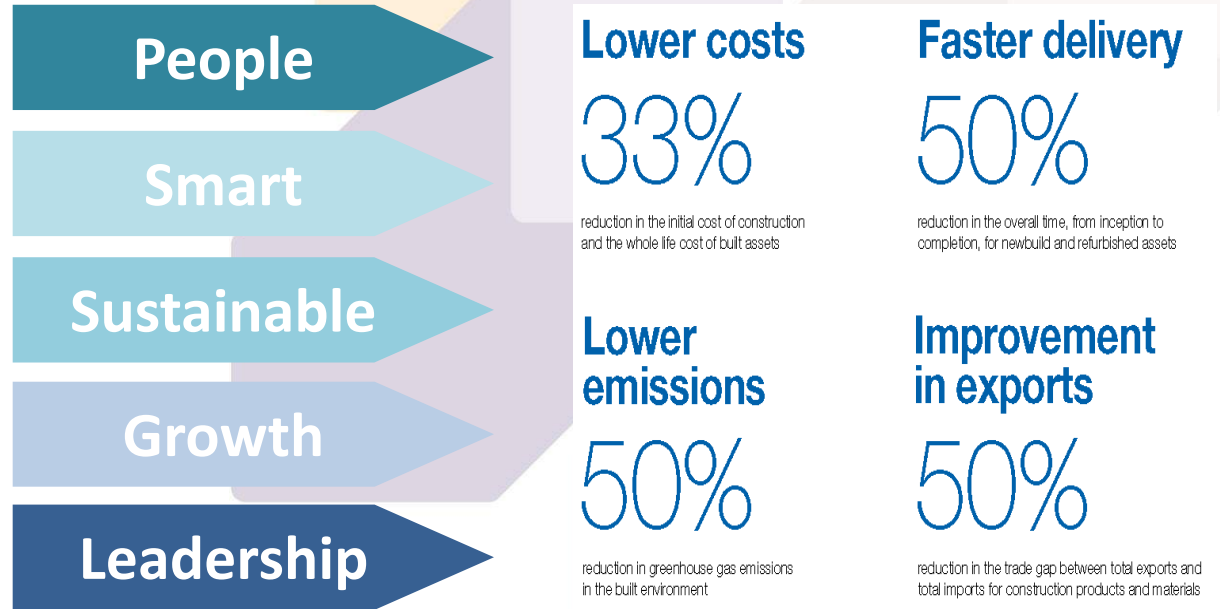 People
Smart
Sustainable
Growth
Leadership
Lower costs
33%
reduction in the initial cost of construction
and the whole life cost of built assets
Faster delivery
50%
reduction in the overall time, from inception to
completion, for newbuild and refurbished assets
Lower
emissions
50%
reduction in greenhouse gas emissions
in the built environment
Improvement
in exports
50%
reduction in the trade gap between total exports and
total imports for construction products and materials